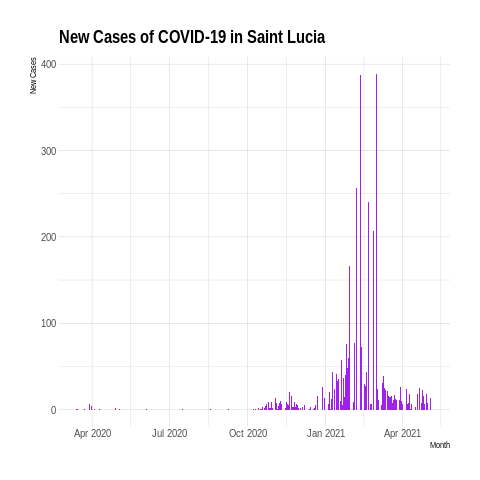 New Cases of COVID-19 in Saint Lucia
New Cases
400
300
200
100
0
Apr 2020 Jul 2020 Oct 2020 Jan 2021 Apr 2021
Month